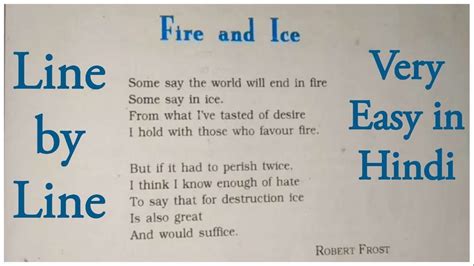 Fire and Ice
Line
by
Line
Some say the world will end in fire
Some say in ice.
From what I've tasted of desire
I hold with those who favour fire.
But if it had to perish twice,
I think I know enough of hate
To say that for destruction ice
Is also great
And would suffice.
ROBERT FROST
Very
Easy in
Hindi